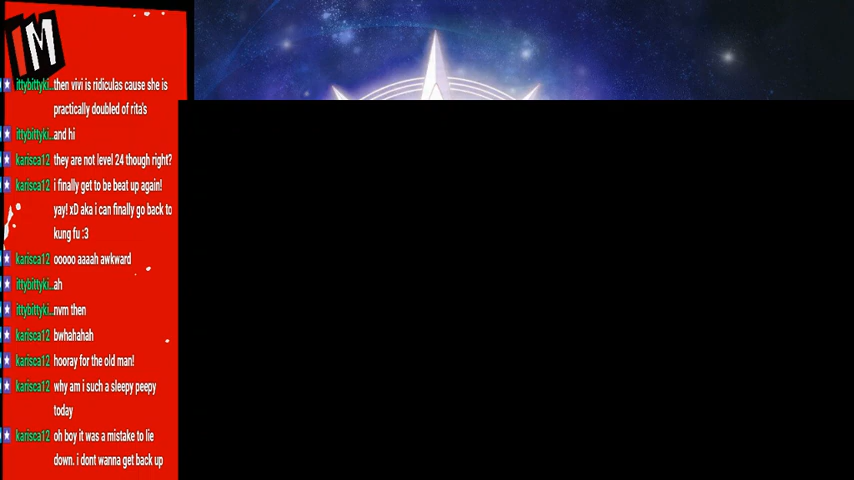 IM
ittybittyki...then vivi is ridiculas cause she is
practically doubled of rita's
ittybittyki...and hi
karisca12 they are not level 24 though right?
karisca12 i finally get to be beat up again!
yay! xD aka i can finally go back to
kung fu :3
karisca12 ooooo aaaah awkward
ittybittyki...ah
ittybittyki...nvm then
karisca12 bwhahahah
karisca12 hooray for the old man!
karisca12 why am i such a sleepy peepy
today
karisca12 oh boy it was a mistake to lie
down. i dont wanna get back up